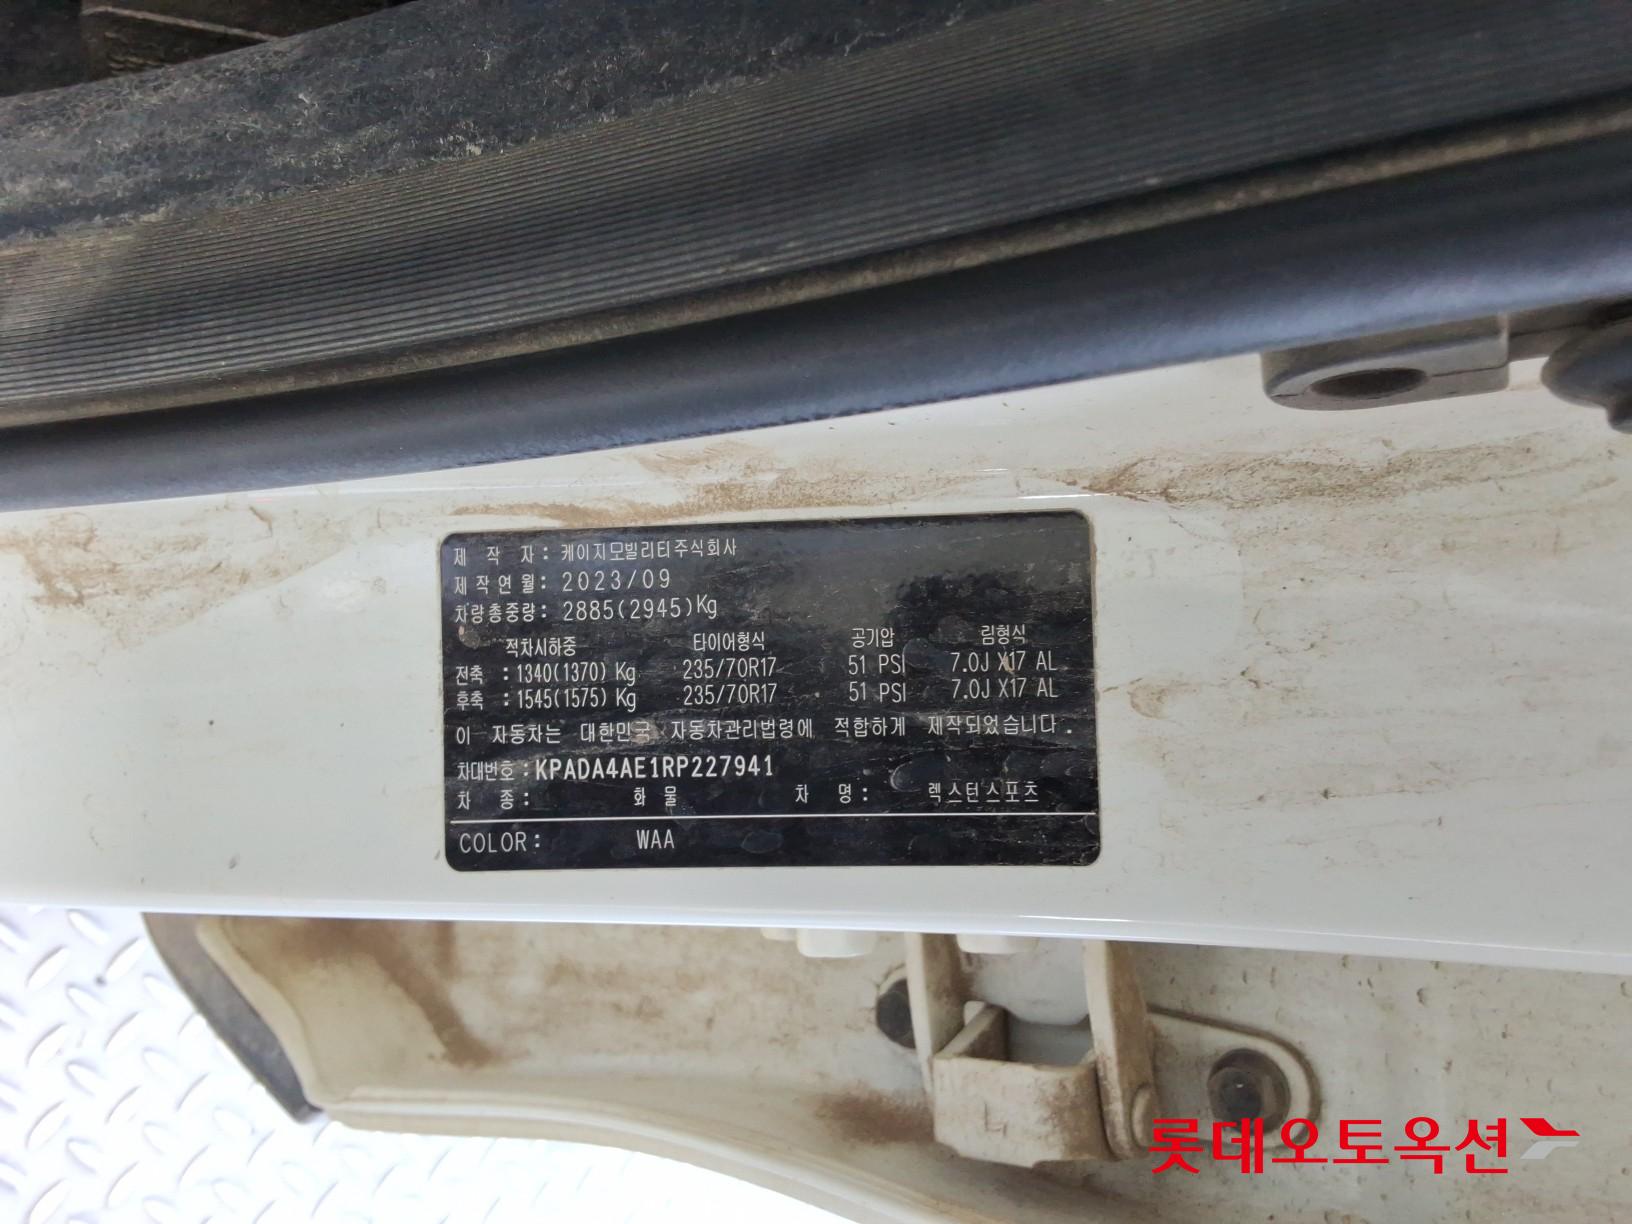 제 작 자 : 케이지모빌리티주식회사
제작연월 : 2023/09
차량총중량 : 2885(2945)Kg
적차시하중 타이어형식 공기압 림형식
전축 : 1340(1370) Kg 235/70R17 51 PSI 7.0J X17 AL
후축 : 1545(1575) Kg 235/70R17 51 PSI 7.0J X17 AL
이 자동차는 대한민국 자동차관리법령에 적합하게 제작되었습니다.
차대번호 : KPADA4AE1RP227941
차 종 : 화 물 차 명 : 렉스턴스포츠
COLOR : WAA
롯데오토옥션